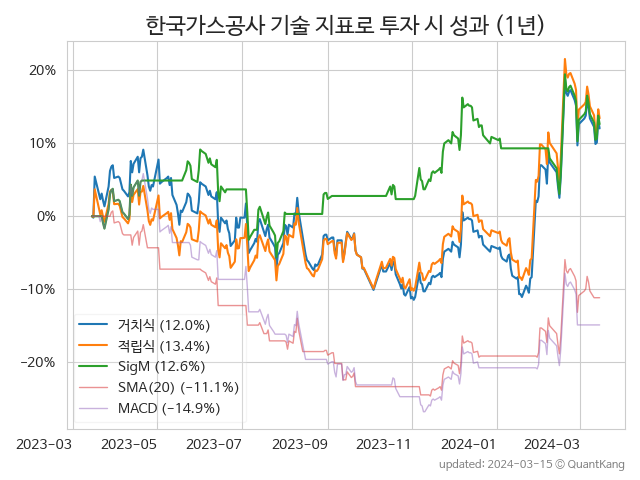 한국가스공사 기술 지표로 투자 시 성과 (1년)
20%
10%
0%
−10%
−20%
거치식 (12.0%)
적립식 (13.4%)
SigM (12.6%)
SMA(20) (−11.1%)
MACD (−14.9%)
2023−03 2023−05 2023−07 2023−09 2023−11 2024−01 2024−03
updated: 2024-03-15 © QuantKang